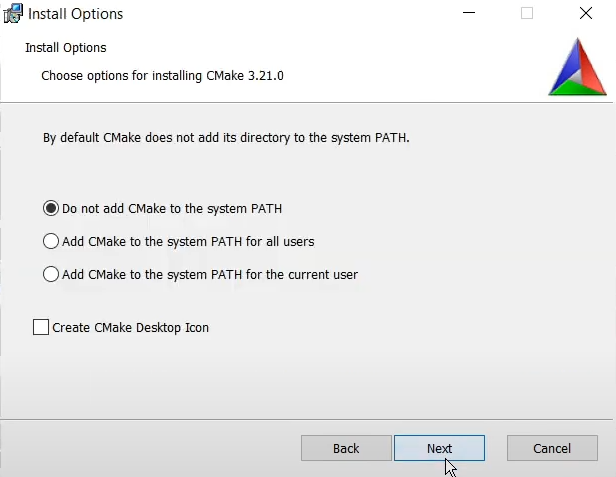 Install Options
Install Options
Choose options for installing CMake 3.21.0
By default CMake does not add its directory to the system PATH.
Do not add CMake to the system PATH
Add CMake to the system PATH for all users
Add CMake to the system PATH for the current user
Create CMake Desktop Icon
Back
Next
Cancel